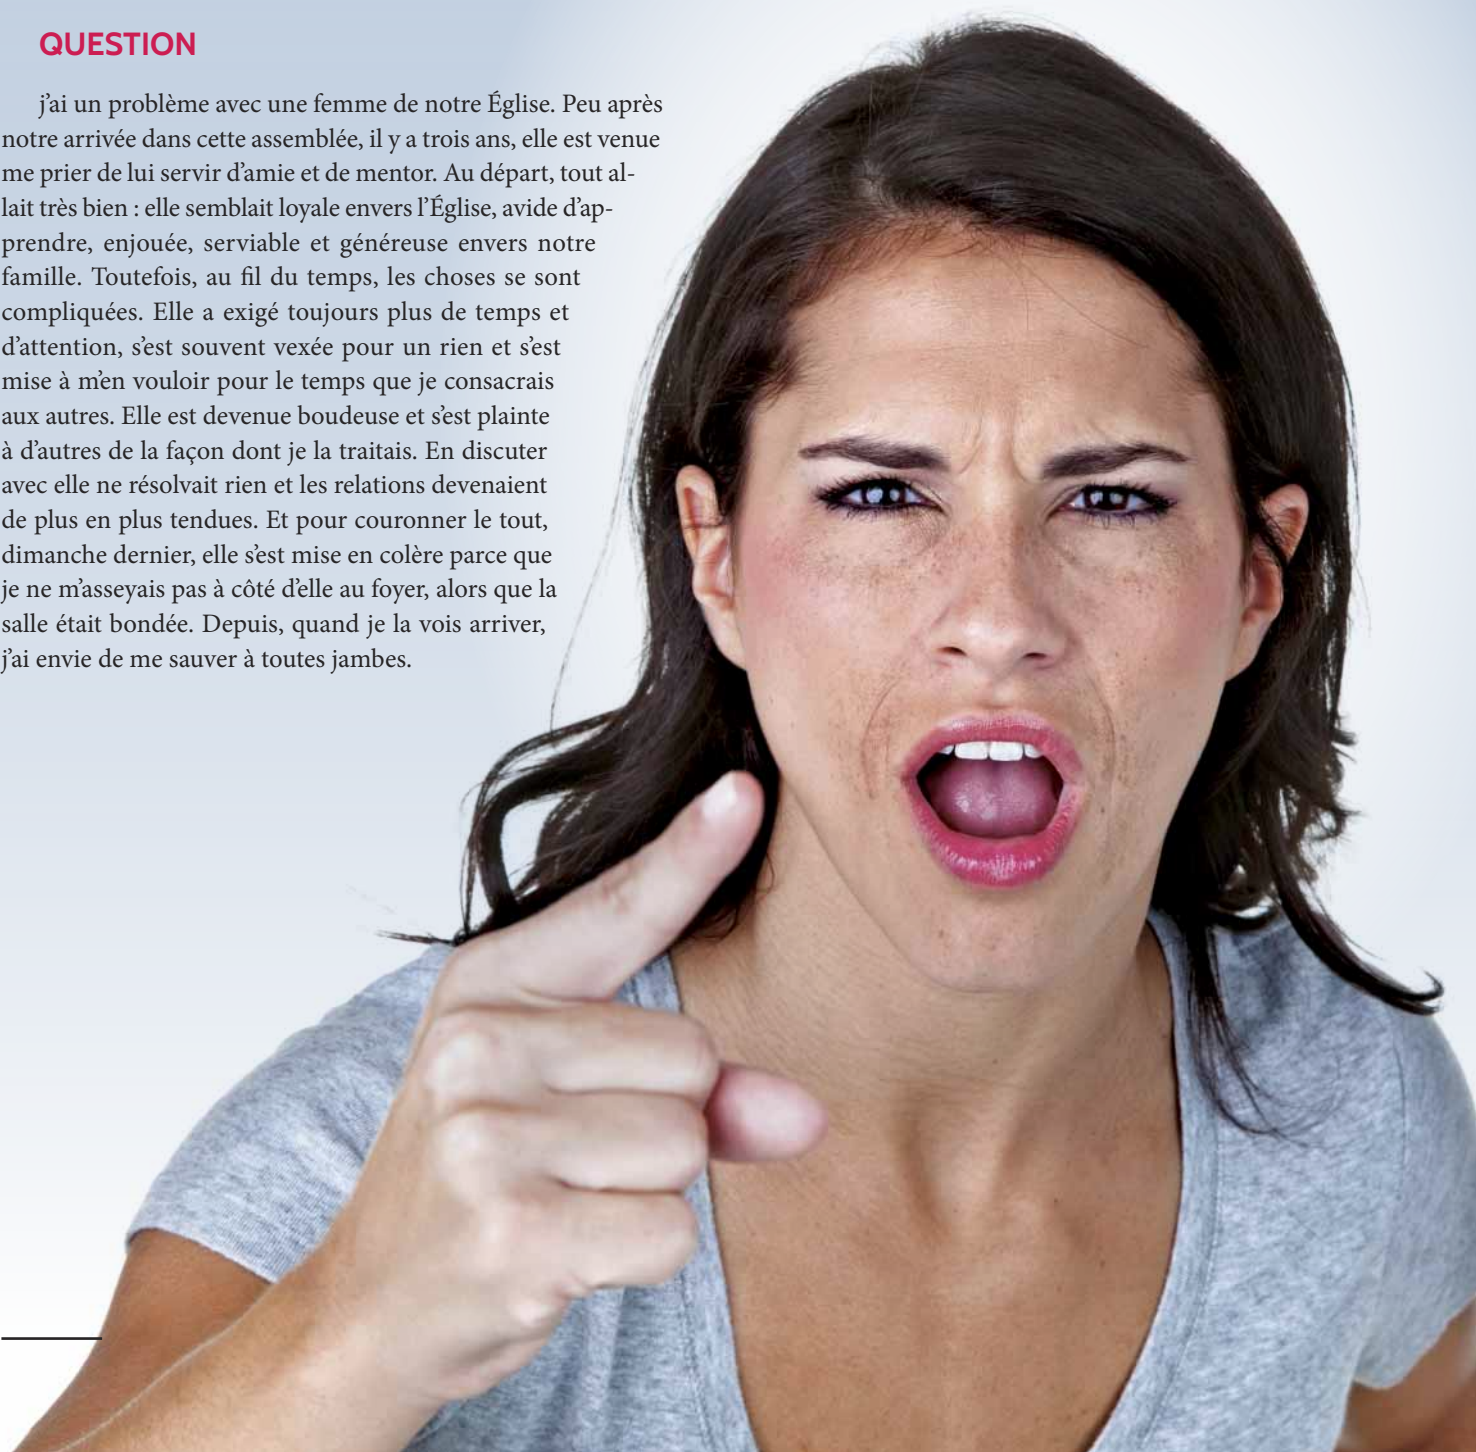 QUESTION
j’ai un problème avec une femme de notre Église. Peu après
notre arrivée dans cette assemblée, il y a trois ans, elle est venue
me prier de lui servir d’amie et de mentor. Au départ, tout al-
lait très bien : elle semblait loyale envers l’Église, avide d’ap-
prendre, enjouée, serviable et généreuse envers notre
famille. Toutefois, au fil du temps, les choses se sont
compliquées. Elle a exigé toujours plus de temps et
d’attention, s’est souvent vexée pour un rien et s’est
mise à m’en vouloir pour le temps que je consacrais
aux autres. Elle est devenue boudeuse et s’est plainte
à d’autres de la façon dont je la traitais. En discuter
avec elle ne résolvait rien et les relations devenaient
de plus en plus tendues. Et pour couronner le tout,
dimanche dernier, elle s’est mise en colère parce que
je ne m’asseyais pas à côté d’elle au foyer, alors que la
salle était bondée. Depuis, quand je la vois arriver,
j’ai envie de me sauver à toutes jambes.